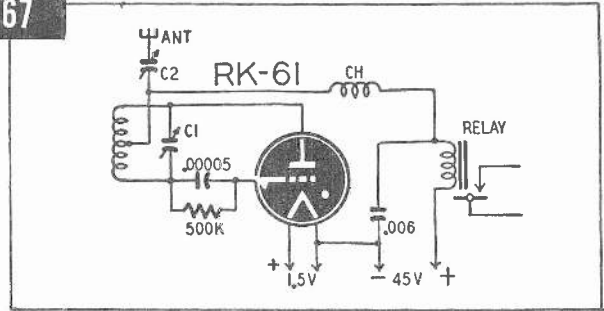 67
ANT
C2
RK-61
CH
C1
.00005
500K
RELAY
.006
+ 1.5V
- 45V +